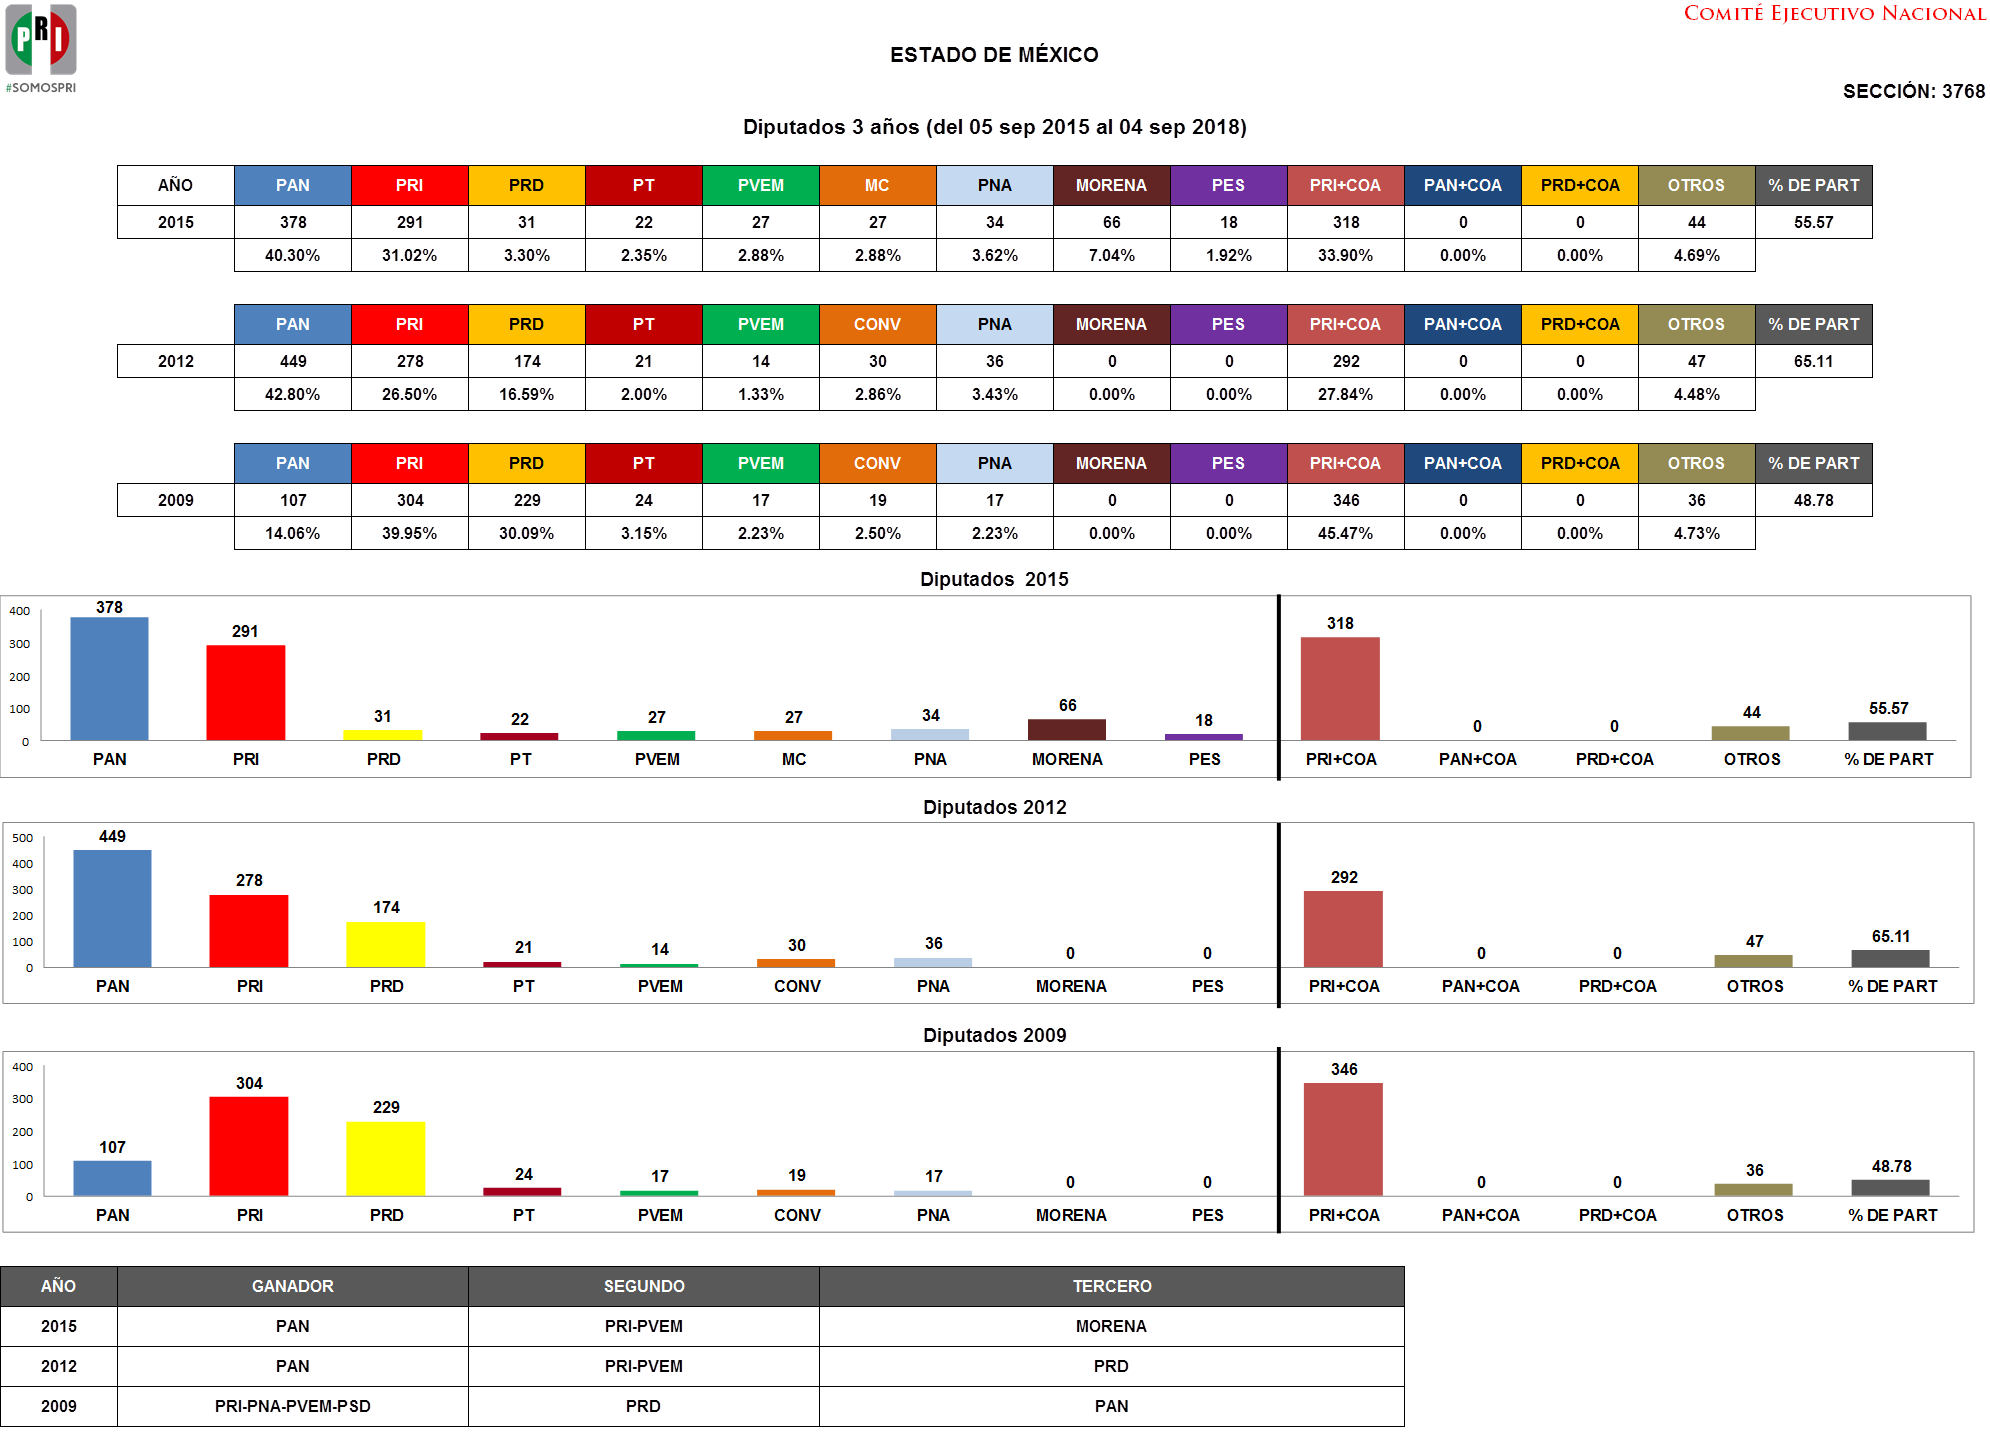 PRI
#SOMOSPRI
COMITÉ EJECUTIVO NACIONAL
ESTADO DE MÉXICO
SECCIÓN: 3768
Diputados 3 años (del 05 sep 2015 al 04 sep 2018)
AÑO PAN PRI PRD PT PVEM MC PNA MORENA PES PRI+COA PAN+COA PRD+COA OTROS % DE PART
2015 378 291 31 22 27 27 34 66 18 318 0 0 44 55.57
40.30% 31.02% 3.30% 2.35% 2.88% 2.88% 3.62% 7.04% 1.92% 33.90% 0.00% 0.00% 4.69%
PAN PRI PRD PT PVEM CONV PNA MORENA PES PRI+COA PAN+COA PRD+COA OTROS % DE PART
2012 449 278 174 21 14 30 36 0 0 292 0 0 47 65.11
42.80% 26.50% 16.59% 2.00% 1.33% 2.86% 3.43% 0.00% 0.00% 27.84% 0.00% 0.00% 4.48%
PAN PRI PRD PT PVEM CONV PNA MORENA PES PRI+COA PAN+COA PRD+COA OTROS % DE PART
2009 107 304 229 24 17 19 17 0 0 346 0 0 36 48.78
14.06% 39.95% 30.09% 3.15% 2.23% 2.50% 2.23% 0.00% 0.00% 45.47% 0.00% 0.00% 4.73%
Diputados 2015
400
300
200
100
0
378 291 31 22 27 27 34 66 18 318 0 0 44 55.57
PAN PRI PRD PT PVEM MC PNA MORENA PES PRI+COA PAN+COA PRD+COA OTROS % DE PART
Diputados 2012
500
400
300
200
100
0
449 278 174 21 14 30 36 0 0 292 0 0 47 65.11
PAN PRI PRD PT PVEM CONV PNA MORENA PES PRI+COA PAN+COA PRD+COA OTROS % DE PART
Diputados 2009
400
300
200
100
0
107 304 229 24 17 19 17 0 0 346 0 0 36 48.78
PAN PRI PRD PT PVEM CONV PNA MORENA PES PRI+COA PAN+COA PRD+COA OTROS % DE PART
AÑO GANADOR SEGUNDO TERCERO
2015 PAN PRI-PVEM MORENA
2012 PAN PRI-PVEM PRD
2009 PRI-PNA-PVEM-PSD PRD PAN